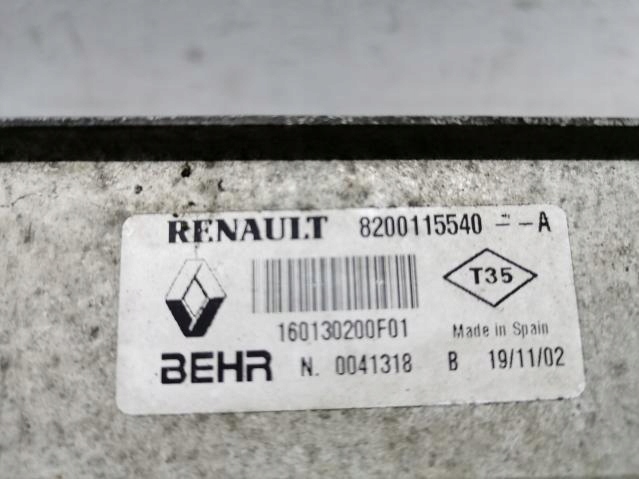 RENAULT 8200115540 -- -- A
T35
160130200F01 Made in Spain
BEHR N. 0041318 B 19/11/02